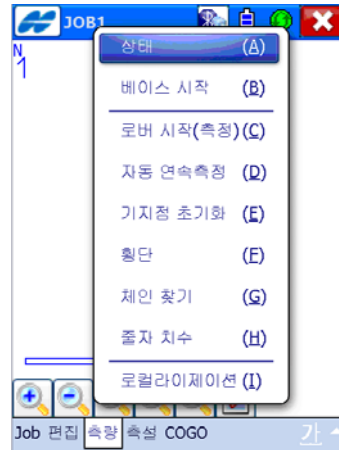 JOB1
N
상태 (A)
베이스 시작 (B)
로버 시작(측정) (C)
자동 연속측정 (D)
기지점 초기화 (E)
횡단 (F)
체인 찾기 (G)
줄자 치수 (H)
로컬라이제이션 (I)
Job 편집 측량 측설 COGO 가